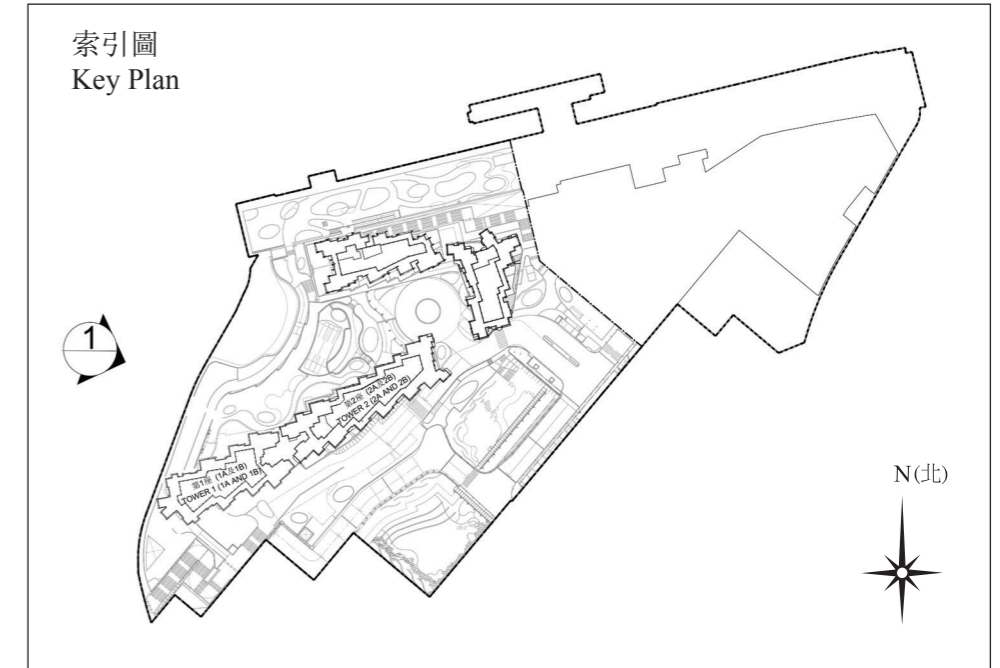 索引圖
Key Plan
1
第2座 (2A及2B)
TOWER 2 (2A AND 2B)
第1座 (1A及1B)
TOWER 1 (1A AND 1B)
N(北)